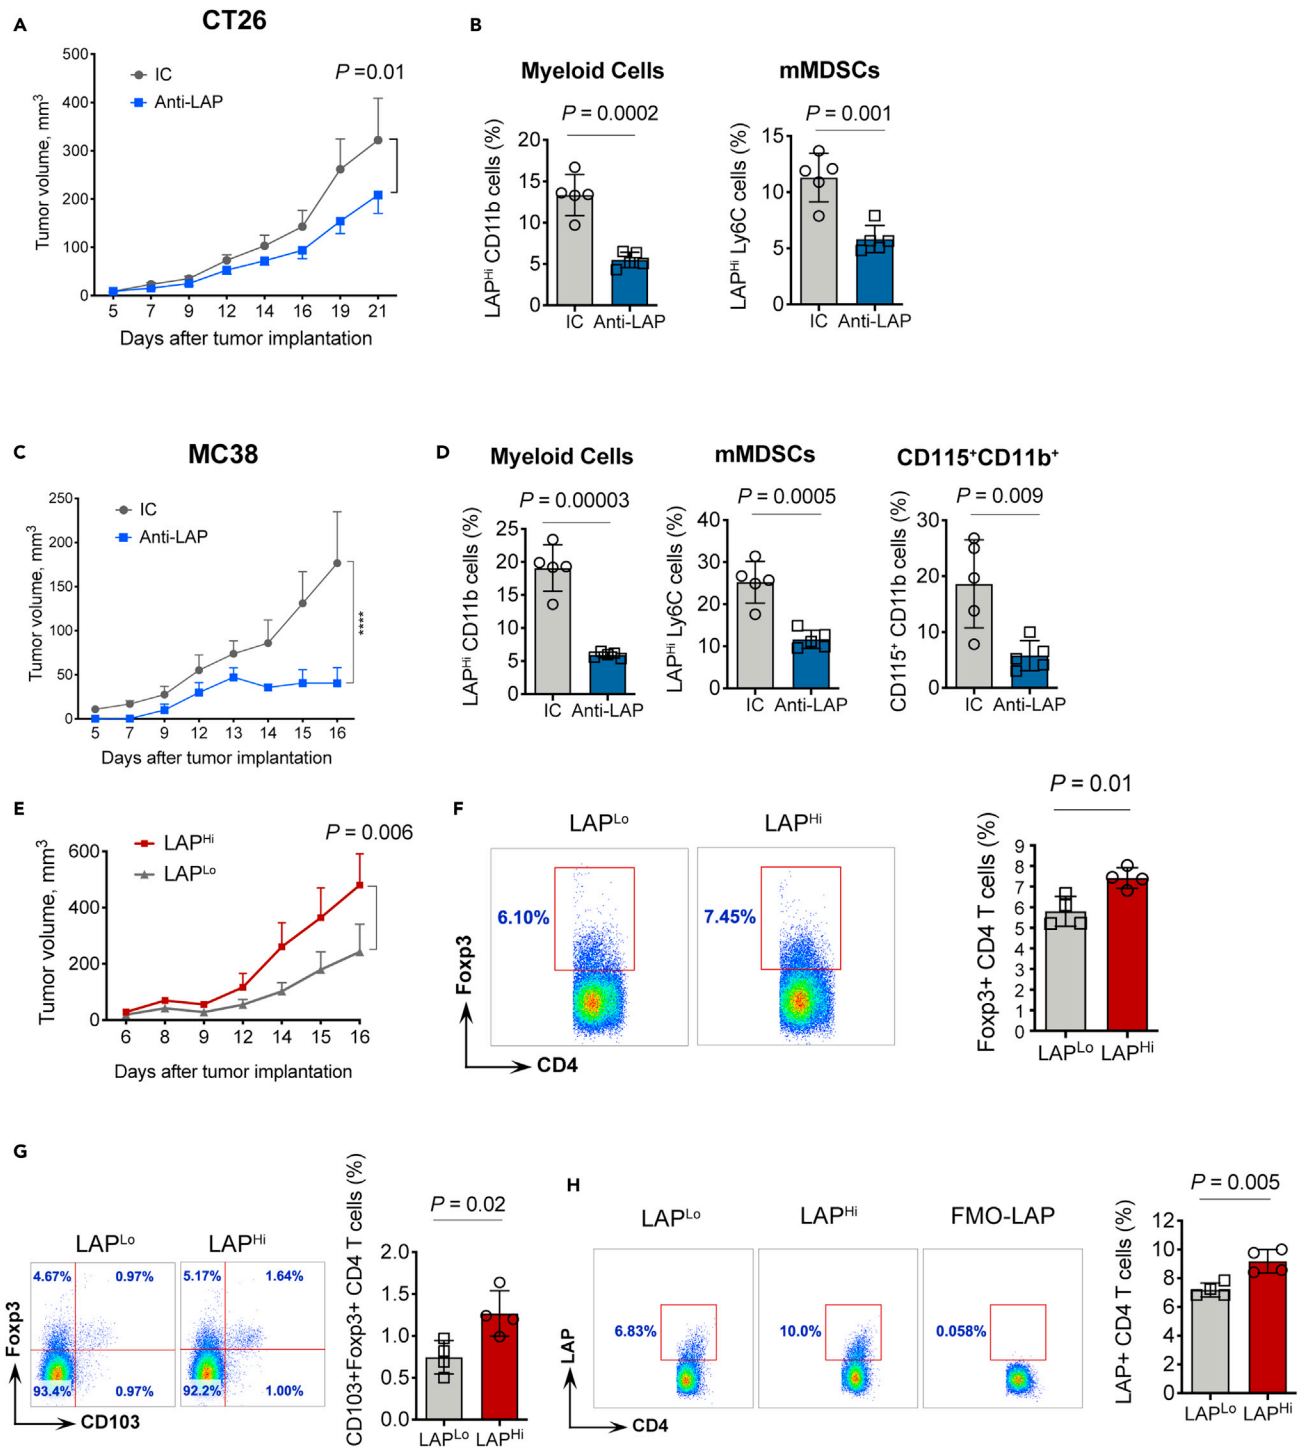 A
CT26
500
400
300
200
100
0
Tumor volume, mm³
IC
Anti-LAP
P =0.01
5 7 9 12 14 16 19 21
Days after tumor implantation
B
Myeloid Cells
P = 0.0002
20
15
10
5
0
LAPᴴⁱ CD11b cells (%)
IC Anti-LAP
mMDSCs
P = 0.001
15
10
5
0
LAPᴴⁱ Ly6C cells (%)
IC Anti-LAP
C
MC38
250
200
150
100
50
0
Tumor volume, mm³
IC
Anti-LAP
****
5 7 9 12 13 14 15 16
Days after tumor implantation
D
Myeloid Cells
P = 0.00003
25
20
15
10
5
0
LAPᴴⁱ CD11b cells (%)
IC Anti-LAP
mMDSCs
P = 0.0005
40
30
20
10
0
LAPᴴⁱ Ly6C cells (%)
IC Anti-LAP
CD115⁺CD11b⁺
P = 0.009
30
20
10
0
CD115⁺ CD11b cells (%)
IC Anti-LAP
E
P = 0.006
LAPᴴⁱ
LAPᴸᵒ
600
400
200
0
Tumor volume, mm³
6 8 9 12 14 15 16
Days after tumor implantation
F
LAPᴸᵒ LAPᴴⁱ
6.10% 7.45%
Foxp3
CD4
P = 0.01
9
8
7
6
5
4
3
2
1
0
Foxp3+ CD4 T cells (%)
LAPᴸᵒ LAPᴴⁱ
G
LAPᴸᵒ LAPᴴⁱ
4.67% 0.97% 5.17% 1.64%
93.4% 0.97% 92.2% 1.00%
Foxp3
CD103
P = 0.02
2.0
1.5
1.0
0.5
0.0
CD103+Foxp3+ CD4 T cells (%)
LAPᴸᵒ LAPᴴⁱ
H
LAPᴸᵒ LAPᴴⁱ FMO-LAP
6.83% 10.0% 0.058%
LAP
CD4
P = 0.005
12
10
8
6
4
2
0
LAP+ CD4 T cells (%)
LAPᴸᵒ LAPᴴⁱ